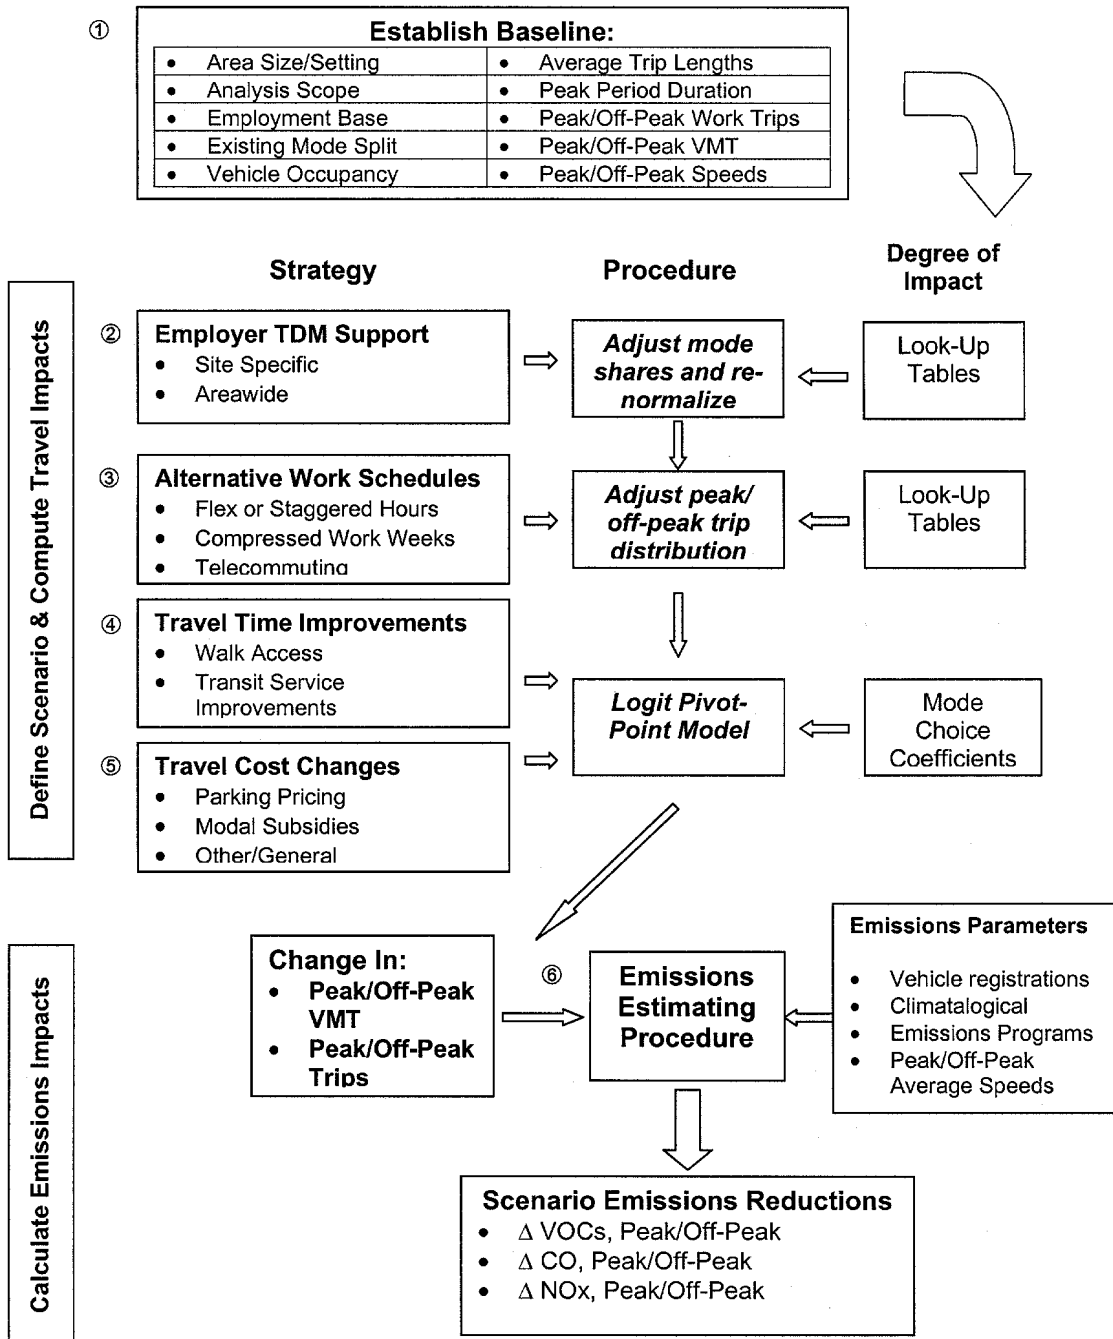 ①
Establish Baseline:
• Area Size/Setting
• Average Trip Lengths
• Analysis Scope
• Peak Period Duration
• Employment Base
• Peak/Off-Peak Work Trips
• Existing Mode Split
• Peak/Off-Peak VMT
• Vehicle Occupancy
• Peak/Off-Peak Speeds
Define Scenario & Compute Travel Impacts
Strategy
Procedure
Degree of
Impact
②
Employer TDM Support
• Site Specific
• Areawide
Adjust mode
shares and re-
normalize
Look-Up
Tables
③
Alternative Work Schedules
• Flex or Staggered Hours
• Compressed Work Weeks
• Telecommuting
Adjust peak/
off-peak trip
distribution
Look-Up
Tables
④
Travel Time Improvements
• Walk Access
• Transit Service
Improvements
Logit Pivot-
Point Model
Mode
Choice
Coefficients
⑤
Travel Cost Changes
• Parking Pricing
• Modal Subsidies
• Other/General
Calculate Emissions Impacts
Change In:
• Peak/Off-Peak
VMT
• Peak/Off-Peak
Trips
⑥
Emissions
Estimating
Procedure
Emissions Parameters
• Vehicle registrations
• Climatalogical
• Emissions Programs
• Peak/Off-Peak
Average Speeds
Scenario Emissions Reductions
• Δ VOCs, Peak/Off-Peak
• Δ CO, Peak/Off-Peak
• Δ NOx, Peak/Off-Peak